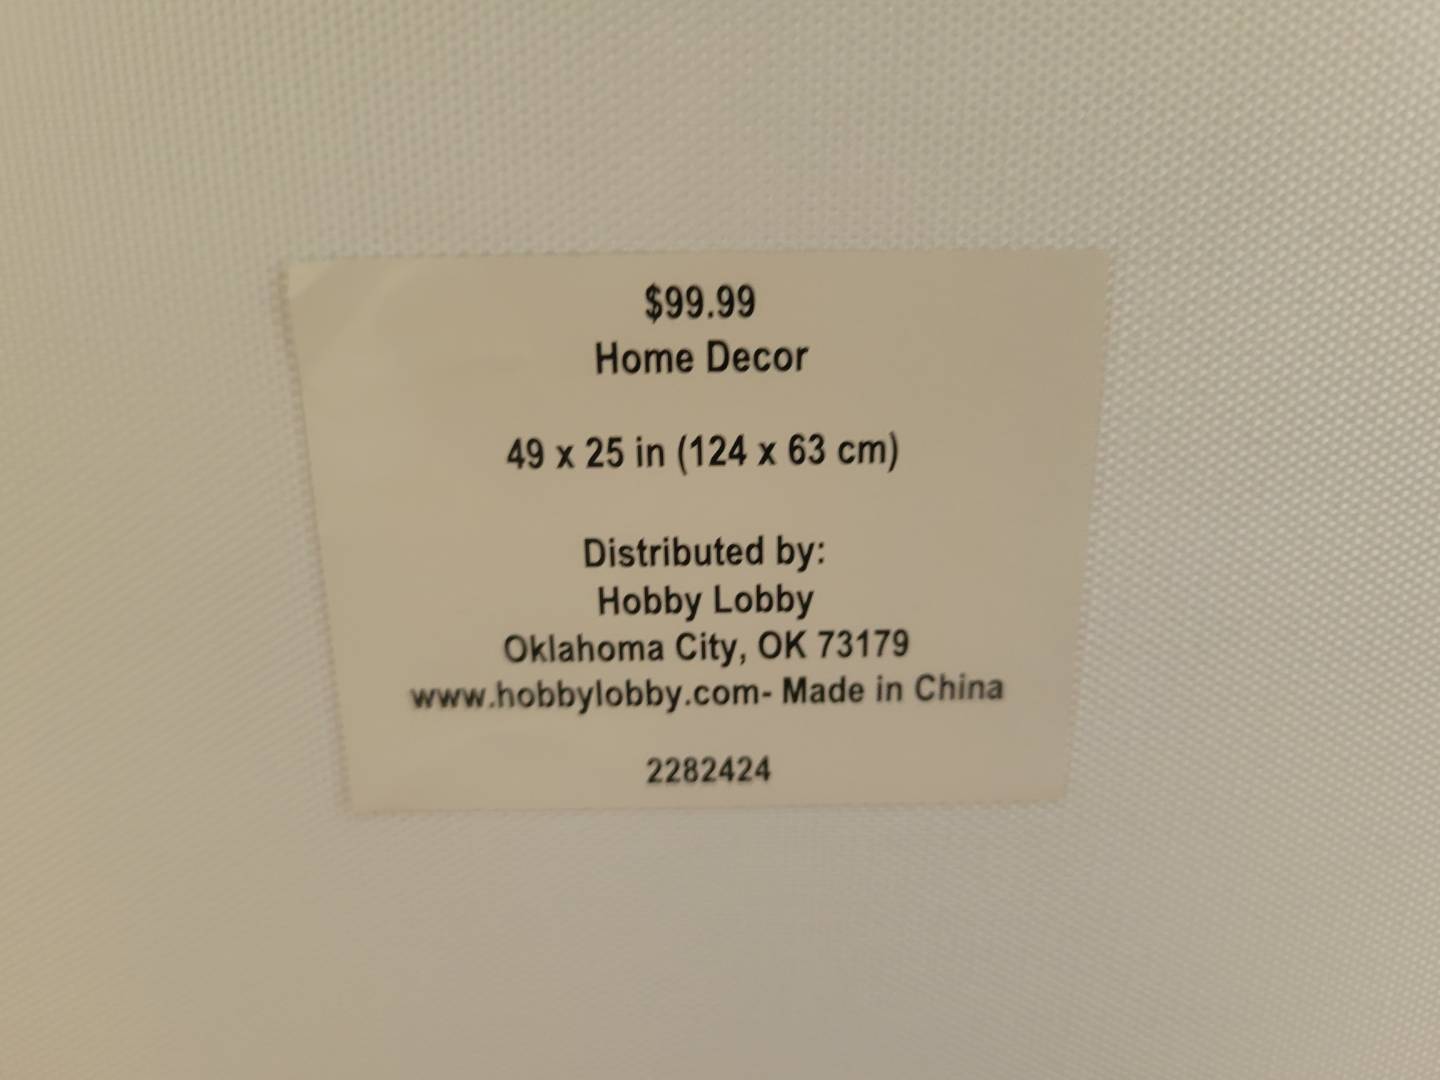 $99.99
Home Decor
49 x 25 in (124 x 63 cm)
Distributed by:
Hobby Lobby
Oklahoma City, OK 73179
www.hobbylobby.com- Made in China
2282424